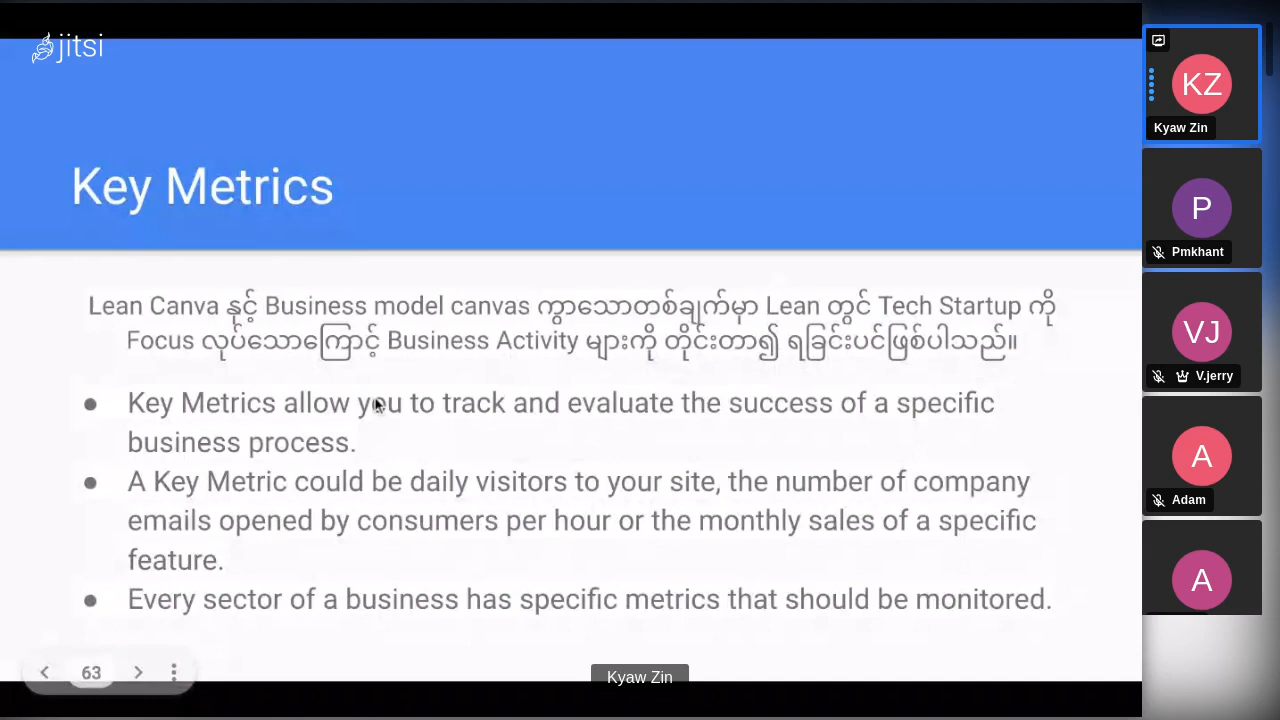 jitsi
Key Metrics
Lean Canva နှင့် Business model canvas ကွာသောတစ်ချက်မှာ Lean တွင် Tech Startup ကို
Focus လုပ်သောကြောင့် Business Activity များကို တိုင်းတာ၍ ရခြင်းပင်ဖြစ်ပါသည်။
● Key Metrics allow you to track and evaluate the success of a specific
business process.
● A Key Metric could be daily visitors to your site, the number of company
emails opened by consumers per hour or the monthly sales of a specific
feature.
● Every sector of a business has specific metrics that should be monitored.
63
Kyaw Zin
KZ
Kyaw Zin
P
Pmkhant
VJ
V.jerry
A
Adam
A